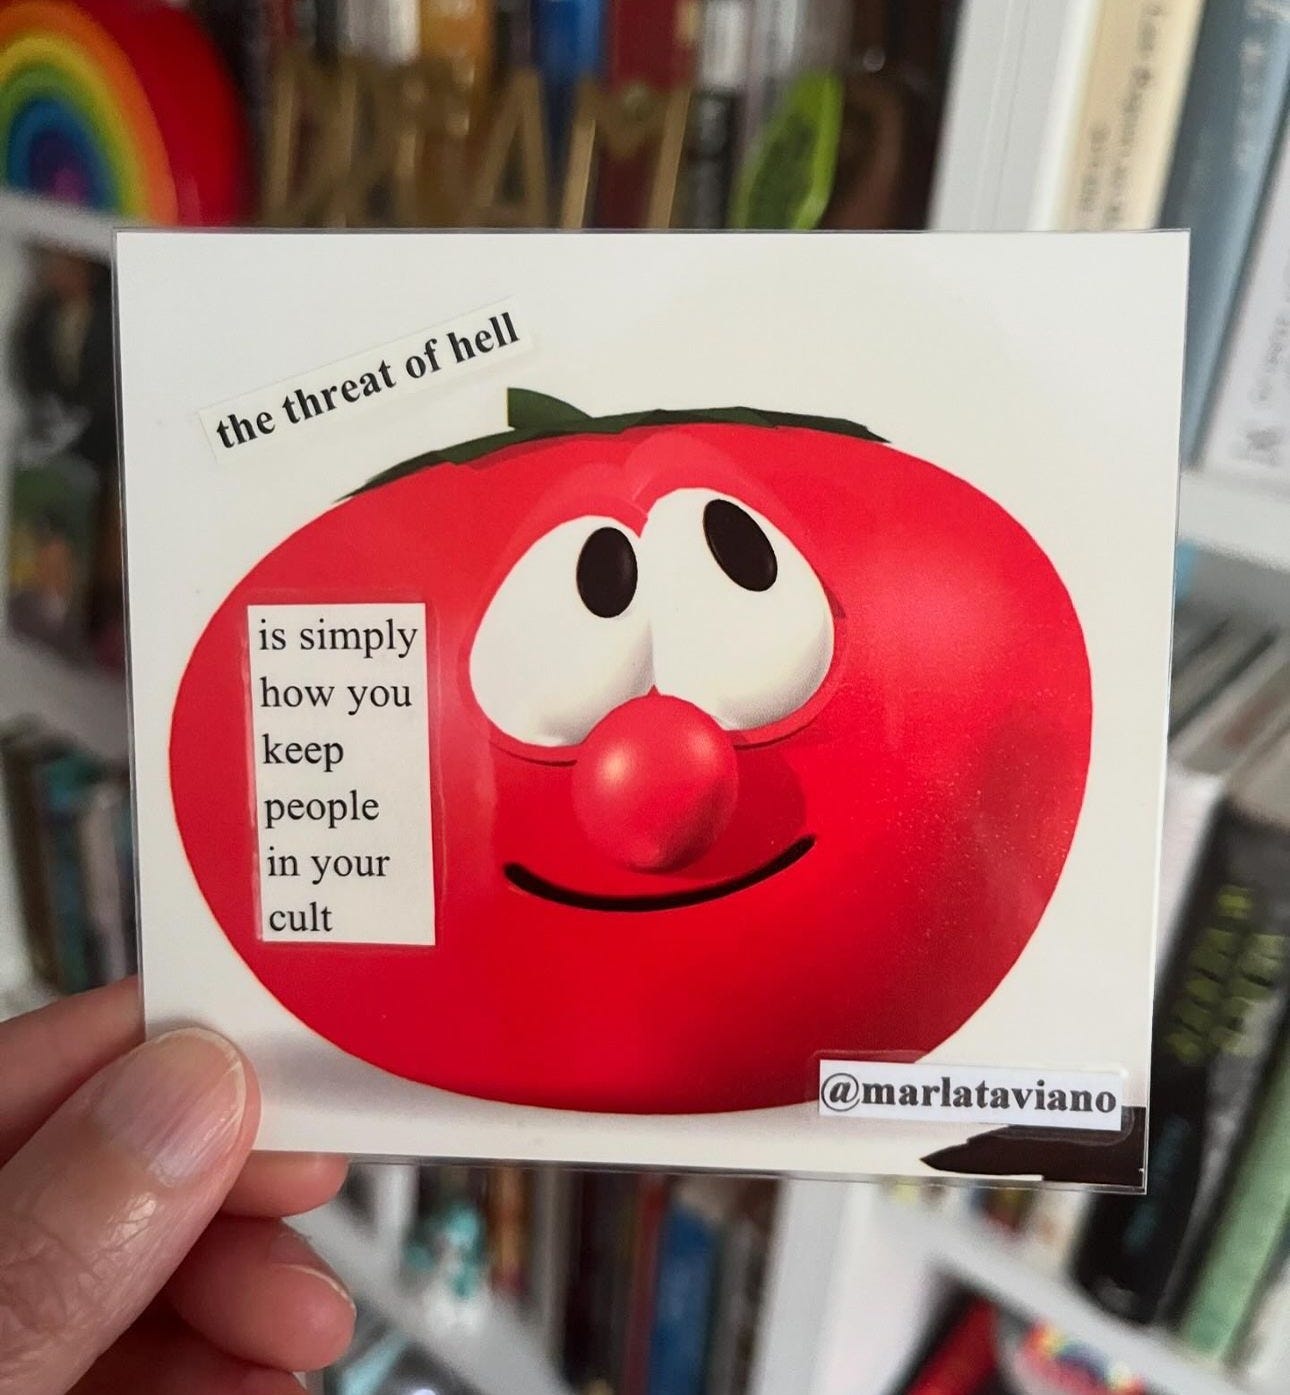 the threat of hell
is simply
how you
keep
people
in your
cult
@marlataviano